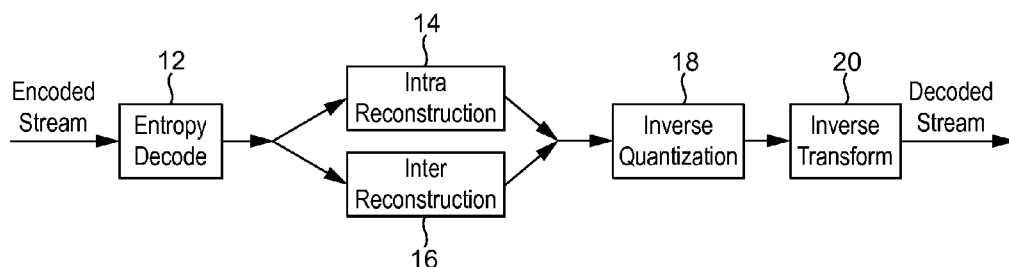 Encoded
Stream
12
Entropy
Decode
14
Intra
Reconstruction
Inter
Reconstruction
16
18
Inverse
Quantization
20
Inverse
Transform
Decoded
Stream